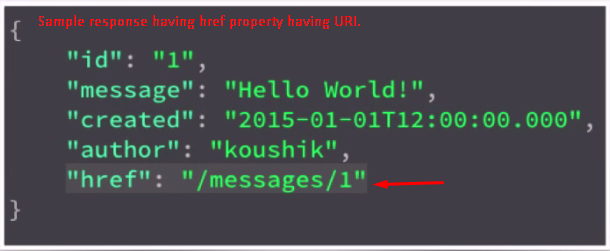 Sample response having href property having URI.
{
"id": "1",
"message": "Hello World!",
"created": "2015-01-01T12:00:00.000",
"author": "koushik",
"href": "/messages/1"
}